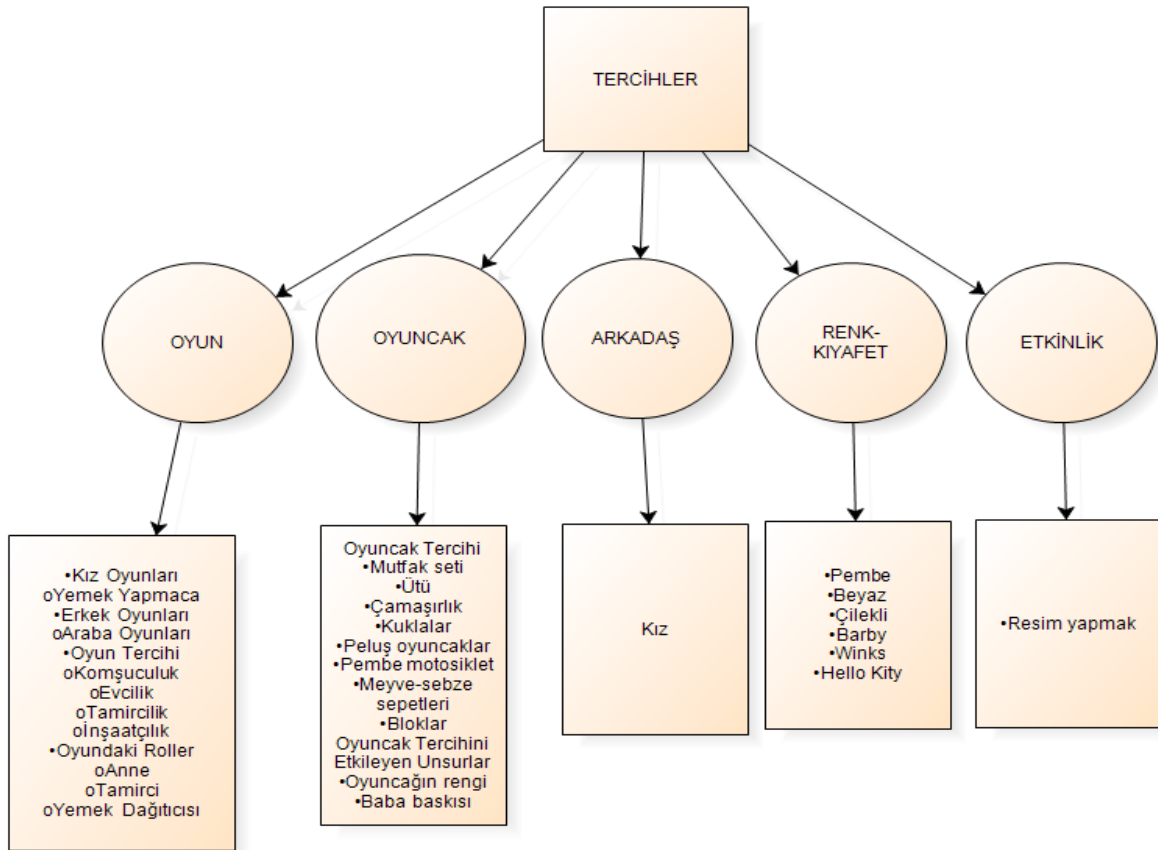 TERCİHLER
OYUN
OYUNCAK
ARKADAŞ
RENK-
KIYAFET
ETKİNLİK
•Kız Oyunları
oYemek Yapmaca
•Erkek Oyunları
oAraba Oyunları
•Oyun Tercihi
oKomşuculuk
oEvcilik
oTamircilik
oİnşaatçılık
•Oyundaki Roller
oAnne
oTamirci
oYemek Dağıtıcısı
Oyuncak Tercihi
•Mutfak seti
•Ütü
•Çamaşırlık
•Kuklalar
•Peluş oyuncaklar
•Pembe motosiklet
•Meyve-sebze
sepetleri
•Bloklar
Oyuncak Tercihini
Etkileyen Unsurlar
•Oyuncağın rengi
•Baba baskısı
Kız
•Pembe
•Beyaz
•Çilekli
•Barby
•Winks
•Hello Kity
•Resim yapmak